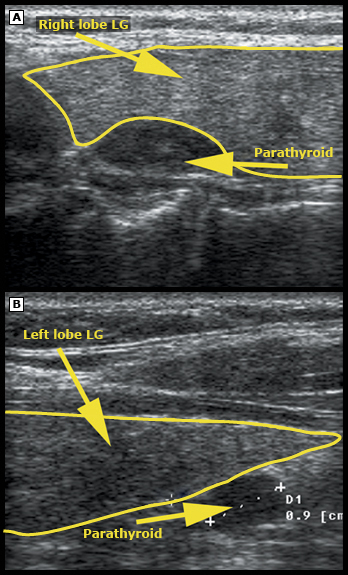 A
Right lobe LG
Parathyroid
B
Left lobe LG
D1
0.9 [cm
Parathyroid